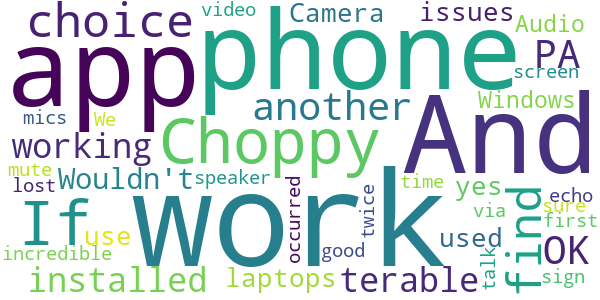 choice video Camera issues Audio
app phone PA screen
mics We another Windows
working Choppy And
mute lost Wouldn't speaker time yes via echo
If use work occurred twice find sure first
incredible good used talk OK
installed laptops terable sign